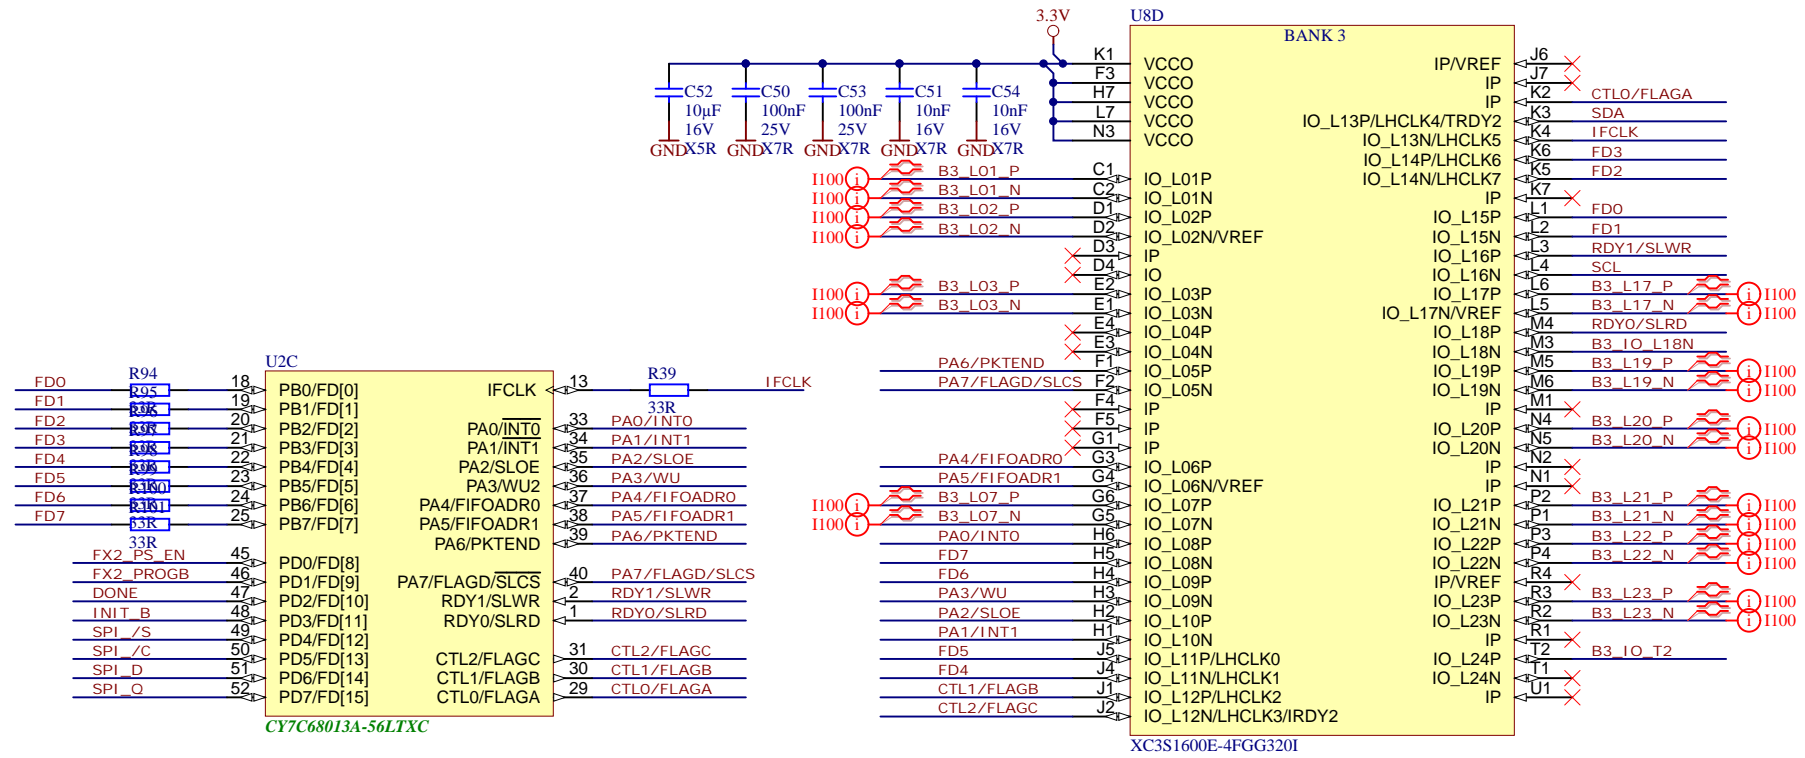 3.3V
U8D
BANK 3
C52 10µF 16V X5R GND
C50 100nF 25V X7R GND
C53 100nF 25V X7R GND
C51 10nF 16V X7R GND
C54 10nF 16V X7R GND
K1 VCCO
F3 VCCO
H7 VCCO
L7 VCCO
N3 VCCO
I100 i B3_L01_P C1 IO_L01P
I100 i B3_L01_N C2 IO_L01N
I100 i B3_L02_P D1 IO_L02P
I100 i B3_L02_N D2 IO_L02N/VREF
D3 IP
D4 IO
I100 i B3_L03_P E2 IO_L03P
I100 i B3_L03_N E1 IO_L03N
E4 IO_L04P
E3 IO_L04N
PA6/PKTEND F1 IO_L05P
PA7/FLAGD/SLCS F2 IO_L05N
F4 IP
F5 IP
G1 IP
PA4/FIFOADR0 G3 IO_L06P
PA5/FIFOADR1 G4 IO_L06N/VREF
I100 i B3_L07_P G6 IO_L07P
I100 i B3_L07_N G5 IO_L07N
PA0/INT0 H6 IO_L08P
FD7 H5 IO_L08N
FD6 H4 IO_L09P
PA3/WU H3 IO_L09N
PA2/SLOE H2 IO_L10P
PA1/INT1 H1 IO_L10N
FD5 J5 IO_L11P/LHCLK0
FD4 J4 IO_L11N/LHCLK1
CTL1/FLAGB J1 IO_L12P/LHCLK2
CTL2/FLAGC J2 IO_L12N/LHCLK3/IRDY2
IP/VREF J6
IP J7
IP K2 CTL0/FLAGA
IO_L13P/LHCLK4/TRDY2 K3 SDA
IO_L13N/LHCLK5 K4 IFCLK
IO_L14P/LHCLK6 K6 FD3
IO_L14N/LHCLK7 K5 FD2
IP K7
IO_L15P L1 FD0
IO_L15N L2 FD1
IO_L16P L3 RDY1/SLWR
IO_L16N L4 SCL
IO_L17P L6 B3_L17_P i I100
IO_L17N/VREF L5 B3_L17_N i I100
IO_L18P M4 RDY0/SLRD
IO_L18N M3 B3_IO_L18N
IO_L19P M5 B3_L19_P i I100
IO_L19N M6 B3_L19_N i I100
IP M1
IO_L20P N4 B3_L20_P i I100
IO_L20N N5 B3_L20_N i I100
IP N2
IP N1
IO_L21P P2 B3_L21_P i I100
IO_L21N P1 B3_L21_N i I100
IO_L22P P3 B3_L22_P i I100
IO_L22N P4 B3_L22_N i I100
IP/VREF R4
IO_L23P R3 B3_L23_P i I100
IO_L23N R2 B3_L23_N i I100
IP R1
IO_L24P T2 B3_IO_T2
IO_L24N T1
IP U1
XC3S1600E-4FGG320I
U2C
FD0 R94 18 PB0/FD[0]
FD1 R95 19 PB1/FD[1]
FD2 20 PB2/FD[2]
FD3 21 PB3/FD[3]
FD4 22 PB4/FD[4]
FD5 23 PB5/FD[5]
FD6 24 PB6/FD[6]
FD7 25 PB7/FD[7]
33R
FX2_PS_EN 45 PD0/FD[8]
FX2_PROGB 46 PD1/FD[9]
DONE 47 PD2/FD[10]
INIT_B 48 PD3/FD[11]
SPI_/S 49 PD4/FD[12]
SPI_/C 50 PD5/FD[13]
SPI_D 51 PD6/FD[14]
SPI_Q 52 PD7/FD[15]
IFCLK 13 R39 33R IFCLK
PA0/INT0 33 PA0/INT0
PA1/INT1 34 PA1/INT1
PA2/SLOE 35 PA2/SLOE
PA3/WU2 36 PA3/WU
PA4/FIFOADR0 37 PA4/FIFOADR0
PA5/FIFOADR1 38 PA5/FIFOADR1
PA6/PKTEND 39 PA6/PKTEND
PA7/FLAGD/SLCS 40 PA7/FLAGD/SLCS
RDY1/SLWR 2 RDY1/SLWR
RDY0/SLRD 1 RDY0/SLRD
CTL2/FLAGC 31 CTL2/FLAGC
CTL1/FLAGB 30 CTL1/FLAGB
CTL0/FLAGA 29 CTL0/FLAGA
CY7C68013A-56LTXC